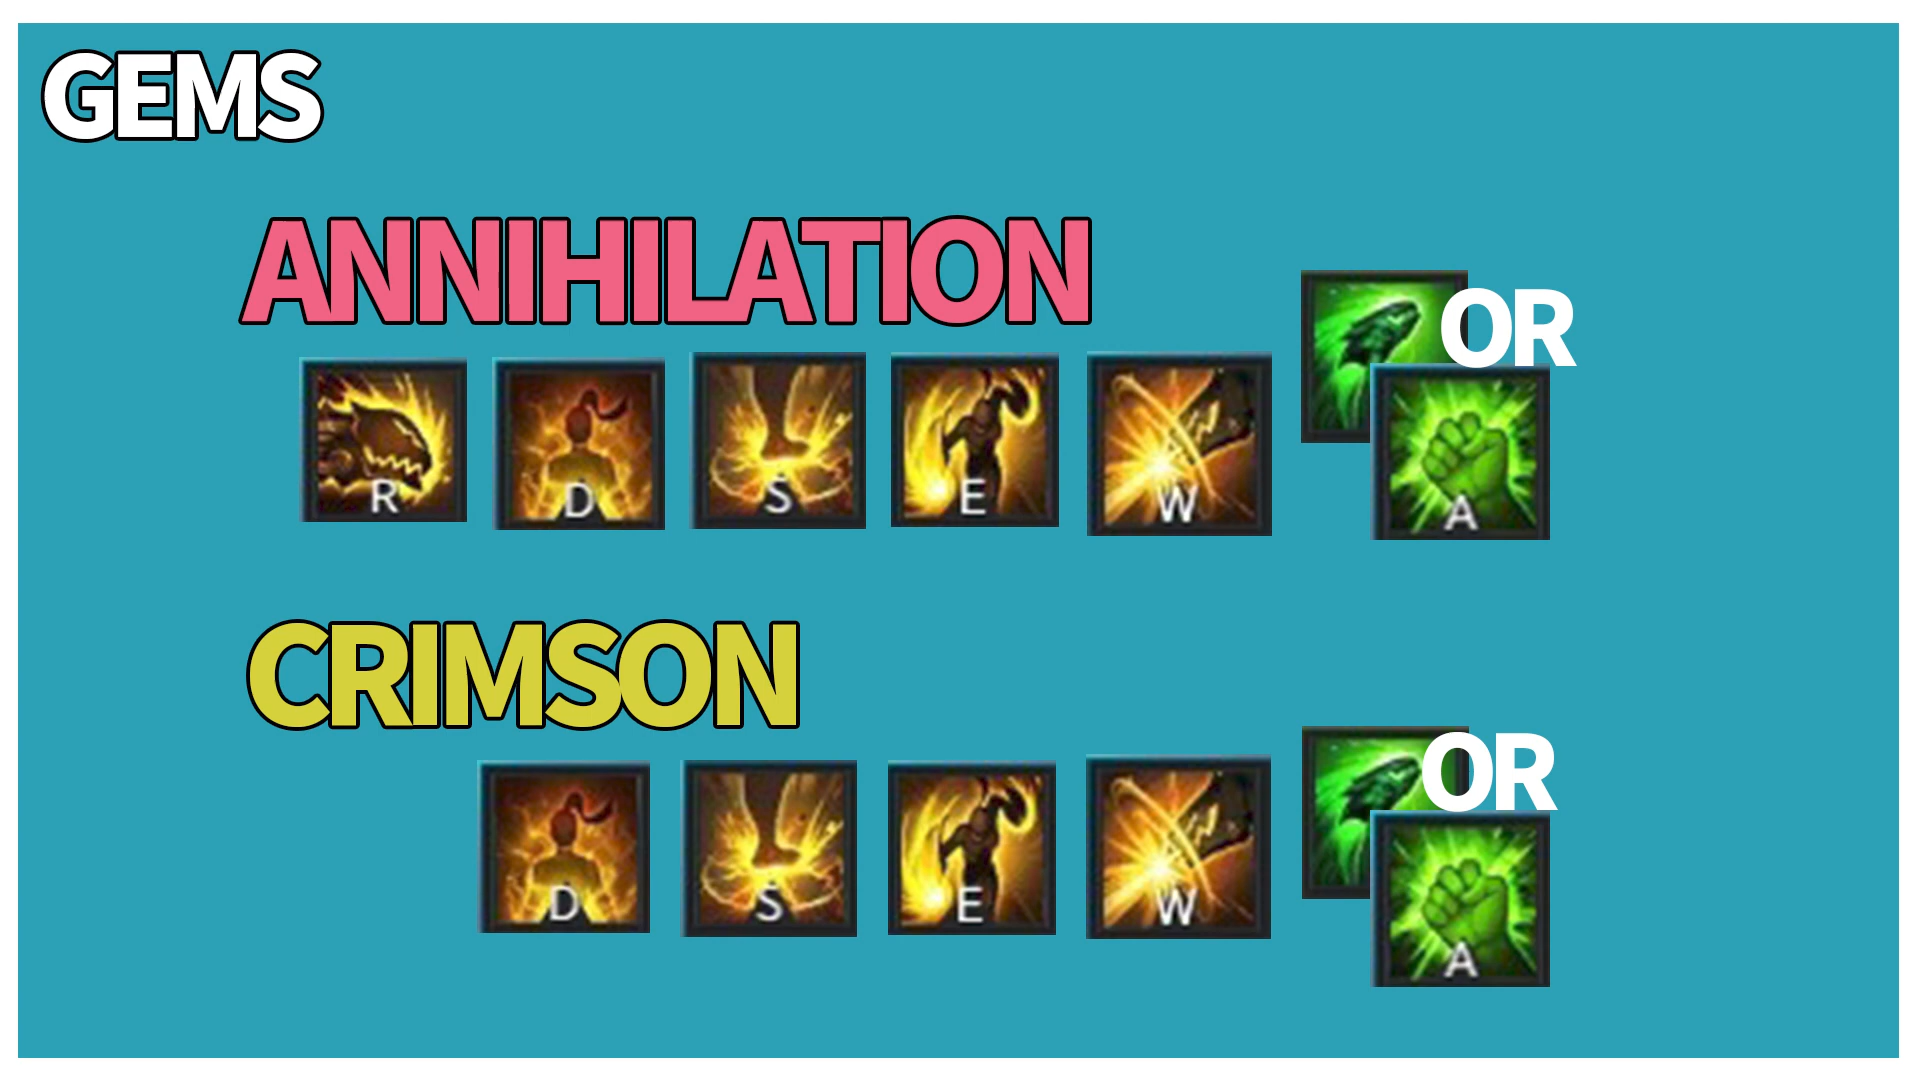 GEMS
ANNIHILATION
OR
R D S E W A
CRIMSON
OR
D S E W A